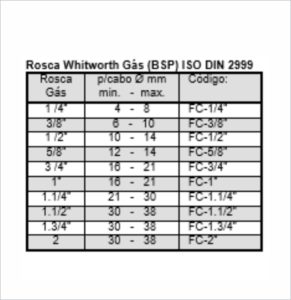 Rosca Whitworth Gàs (BSP) ISO DIN 2999
Rosca Gás p/cabo Ø mm min. - max. Código:
1 /4" 4 - 8 FC-1/4"
3/8" 6 - 10 FC-3/8"
1 /2" 10 - 14 FC-1/2"
5/8" 12 - 14 FC-5/8"
3 /4" 16 - 21 FC-3/4"
1" 16 - 21 FC-1"
1.1/4" 21 - 30 FC-1.1/4"
1.1/2" 30 - 38 FC-1.1/2"
1.3/4" 30 - 38 FC-1.3/4"
2 30 - 38 FC-2"